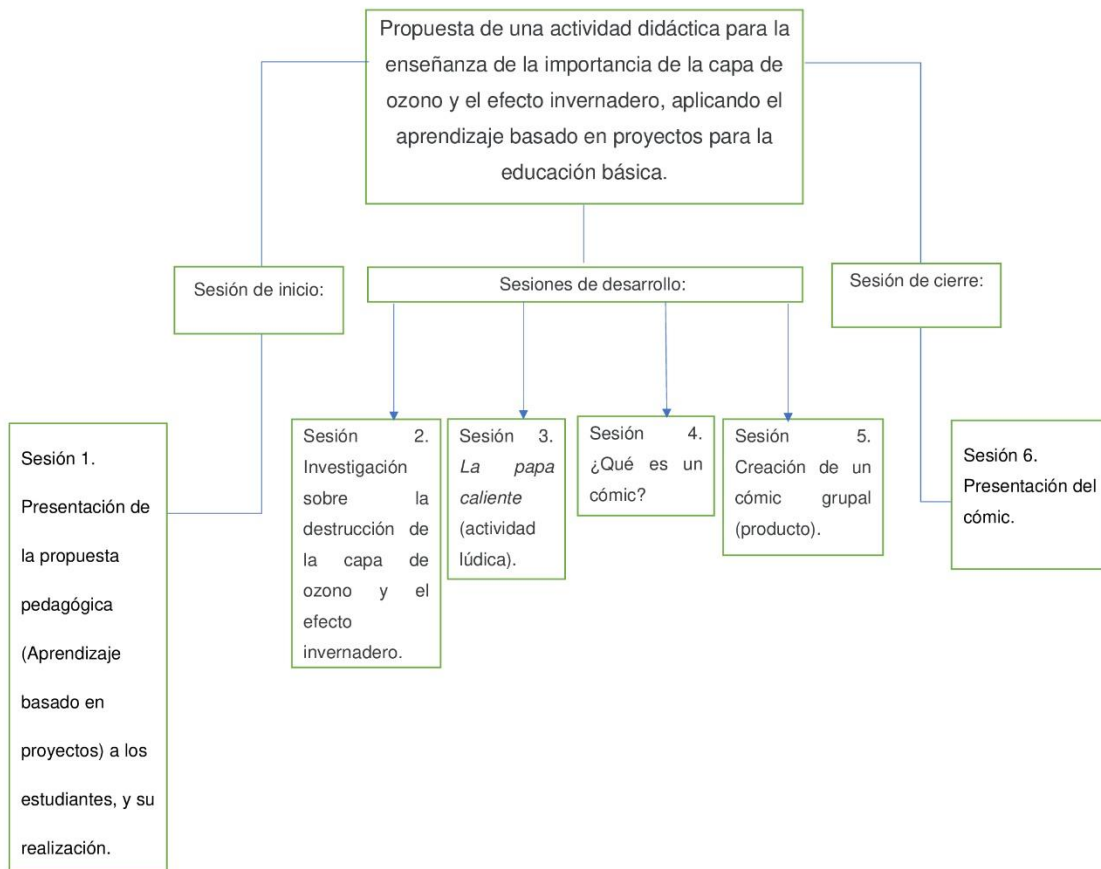 Propuesta de una actividad didáctica para la
enseñanza de la importancia de la capa de
ozono y el efecto invernadero, aplicando el
aprendizaje basado en proyectos para la
educación básica.
Sesión de inicio:
Sesiones de desarrollo:
Sesión de cierre:
Sesión 1.
Presentación de
la propuesta
pedagógica
(Aprendizaje
basado en
proyectos) a los
estudiantes, y su
realización.
Sesión 2.
Investigación
sobre la
destrucción de
la capa de
ozono y el
efecto
invernadero.
Sesión 3.
La papa
caliente
(actividad
lúdica).
Sesión 4.
¿Qué es un
cómic?
Sesión 5.
Creación de un
cómic grupal
(producto).
Sesión 6.
Presentación del
cómic.